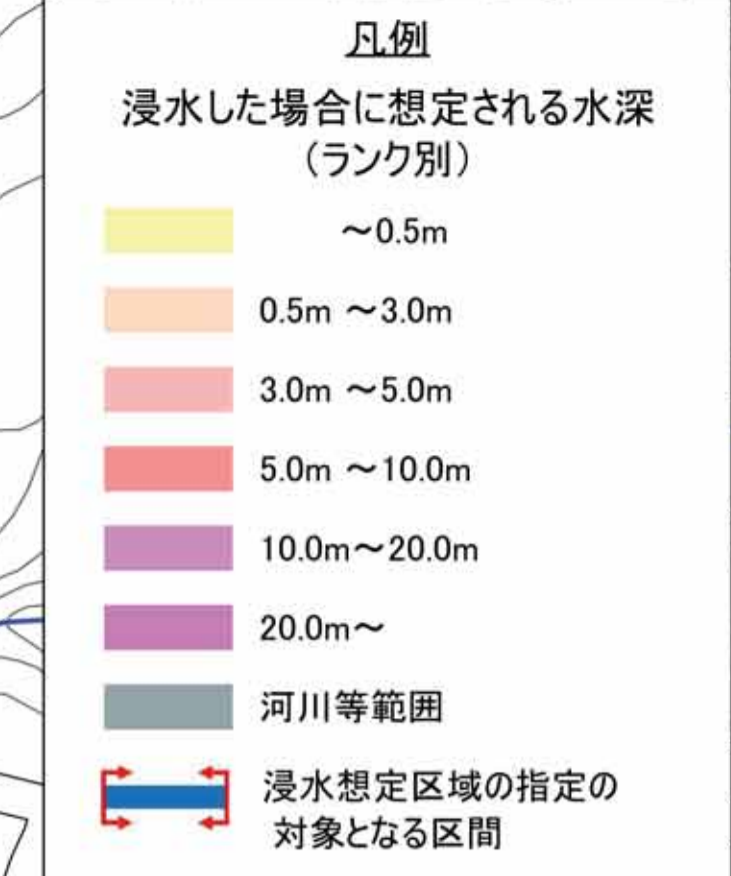 凡例
浸水した場合に想定される水深
（ランク別）
～0.5m
0.5m ～3.0m
3.0m ～5.0m
5.0m ～10.0m
10.0m～20.0m
20.0m～
河川等範囲
浸水想定区域の指定の
対象となる区間